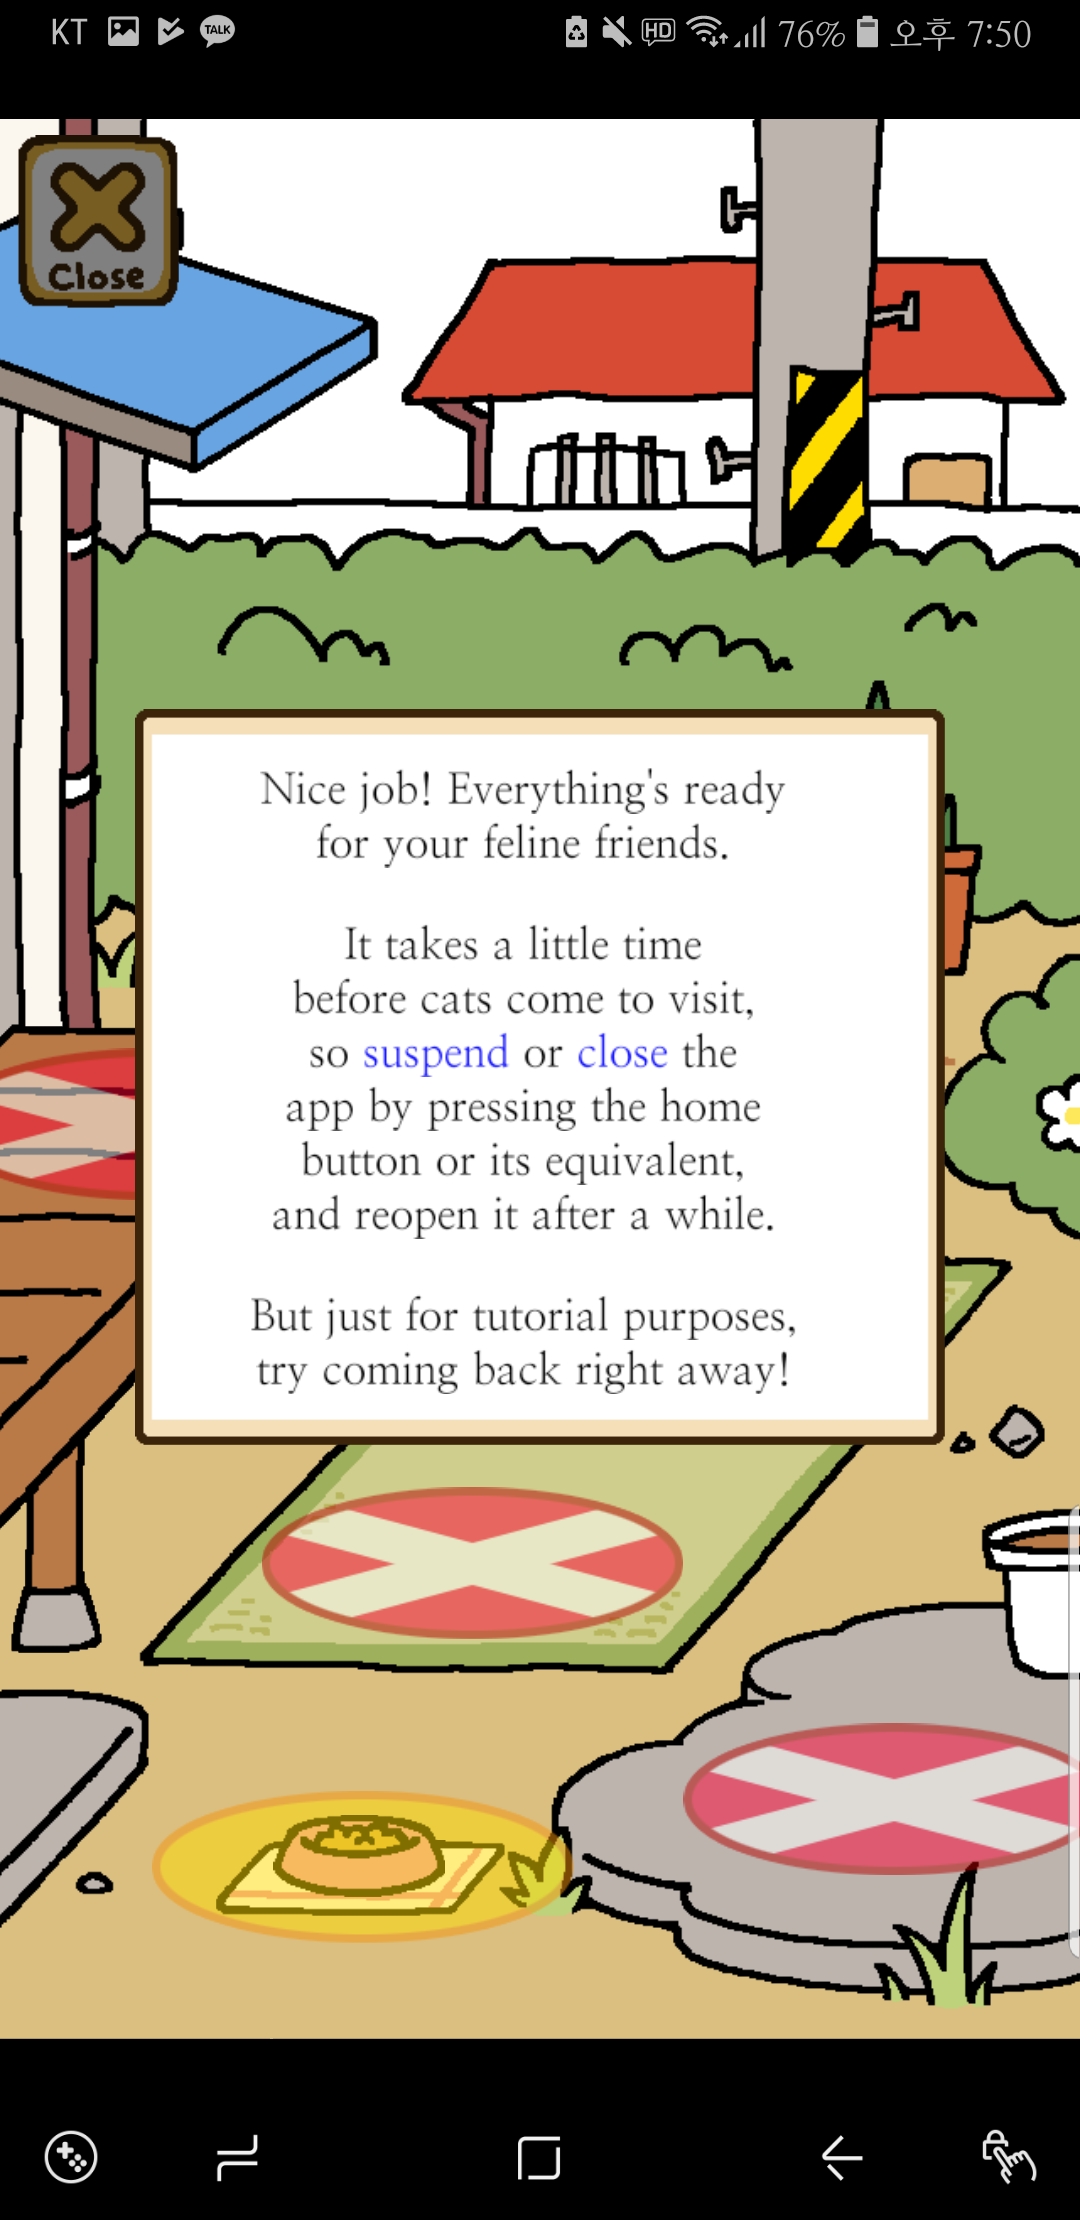 KT TALK HD 76% 오후 7:50
Close
Nice job! Everything's ready
for your feline friends.
It takes a little time
before cats come to visit,
so suspend or close the
app by pressing the home
button or its equivalent,
and reopen it after a while.
But just for tutorial purposes,
try coming back right away!